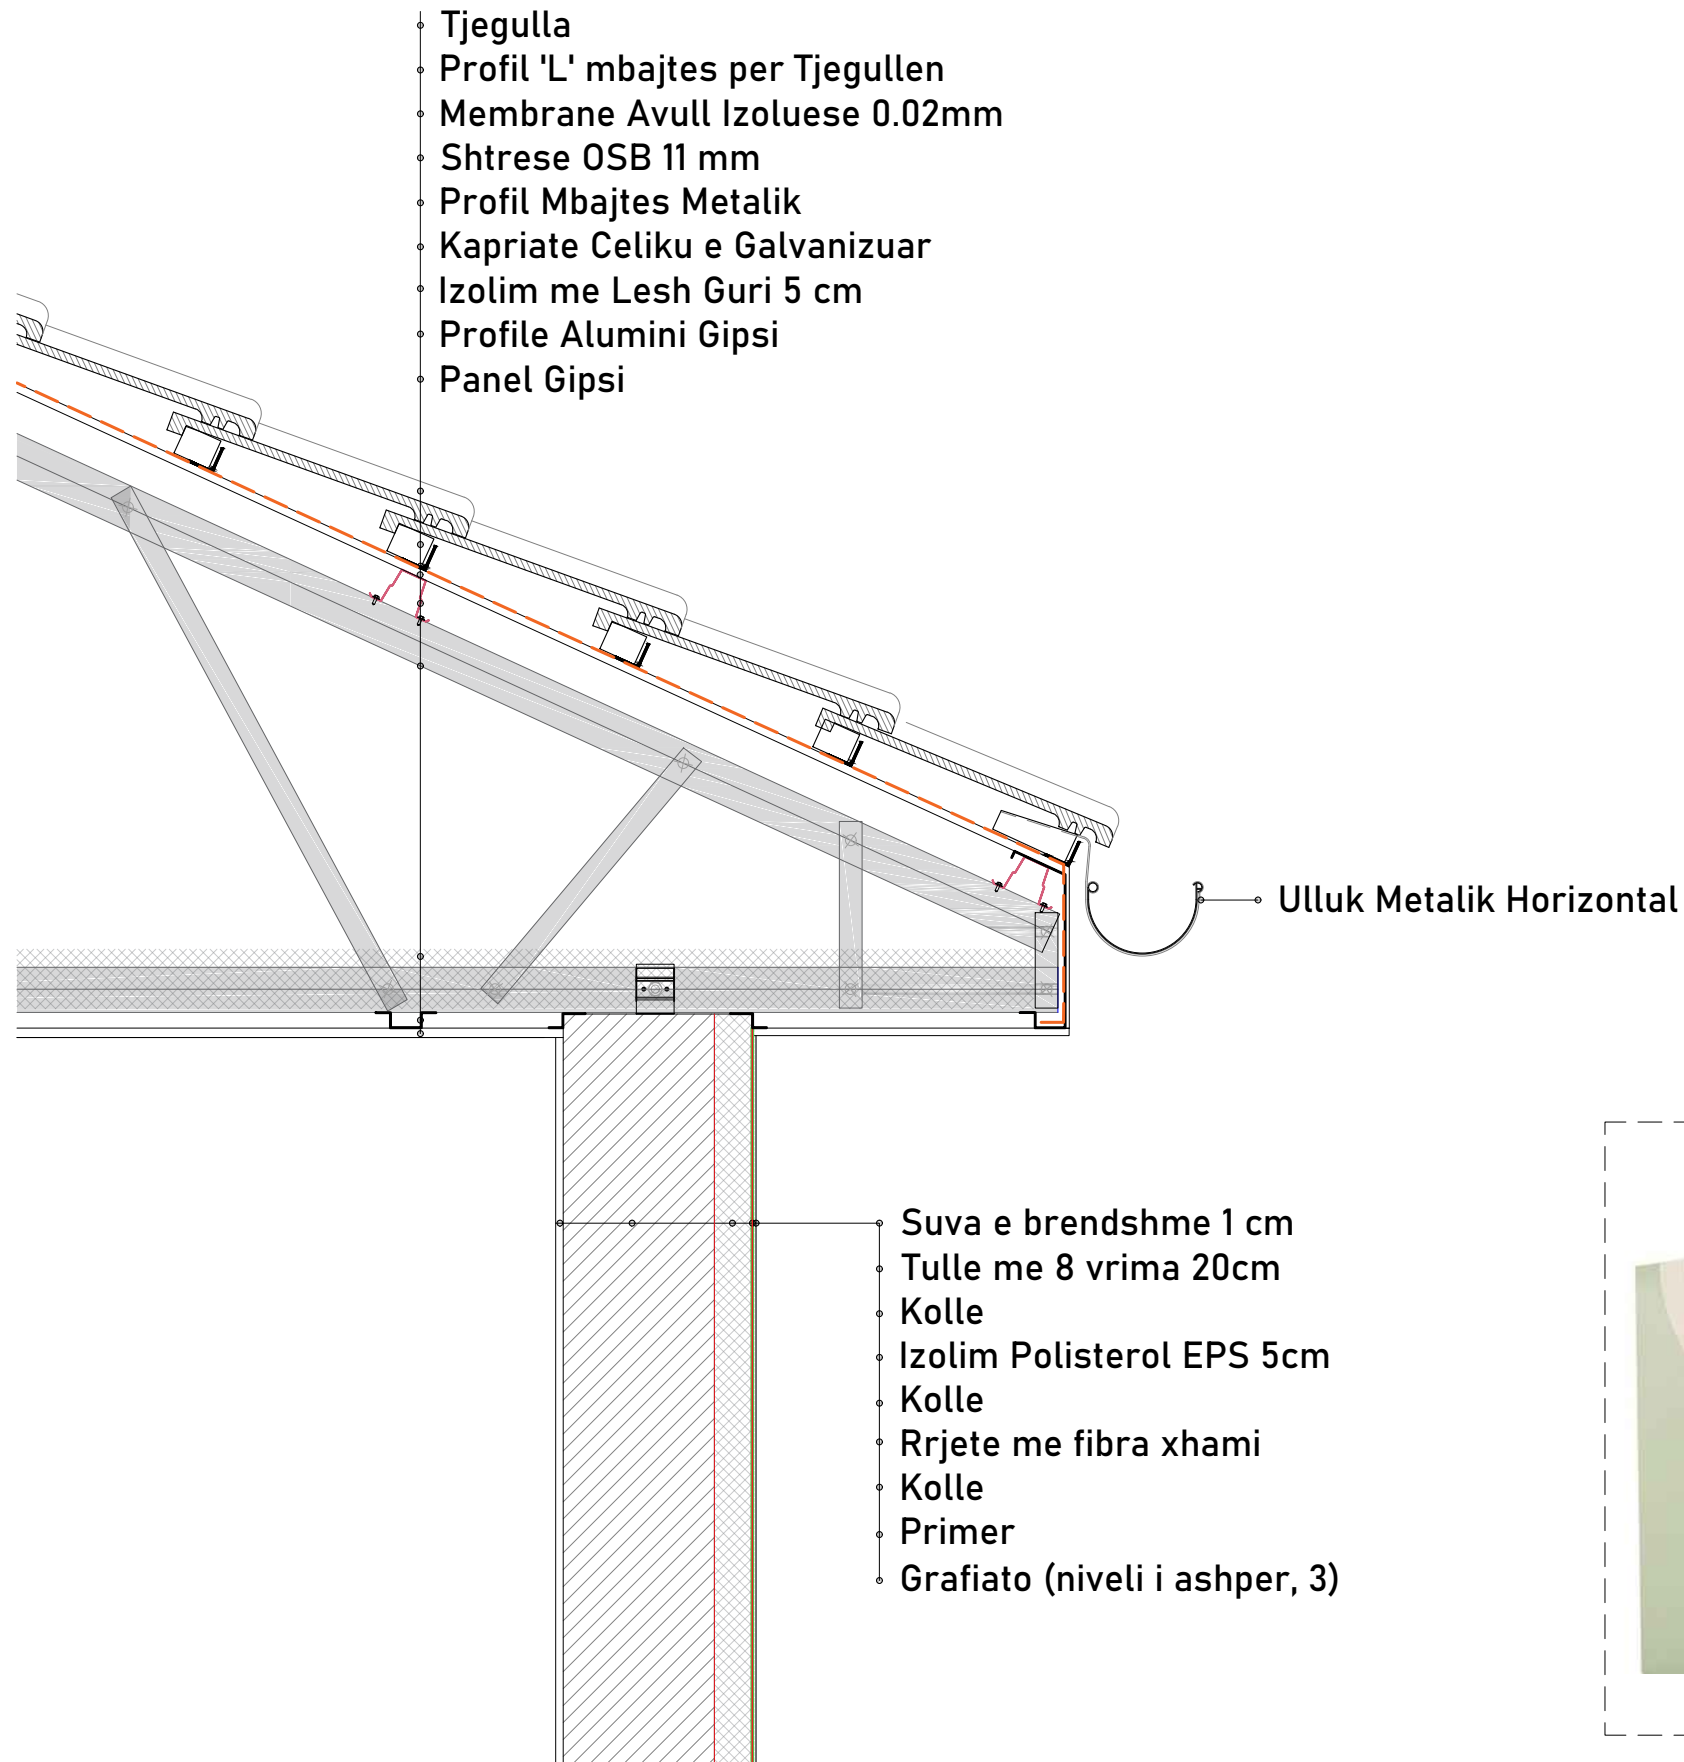 Tjegulla
Profil 'L' mbajtes per Tjegullen
Membrane Avull Izoluese 0.02mm
Shtrese OSB 11 mm
Profil Mbajtes Metalik
Kapriate Celiku e Galvanizuar
Izolim me Lesh Guri 5 cm
Profile Alumini Gipsi
Panel Gipsi
Ulluk Metalik Horizontal
Suva e brendshme 1 cm
Tulle me 8 vrima 20cm
Kolle
Izolim Polisterol EPS 5cm
Kolle
Rrjete me fibra xhami
Kolle
Primer
Grafiato (niveli i ashper, 3)